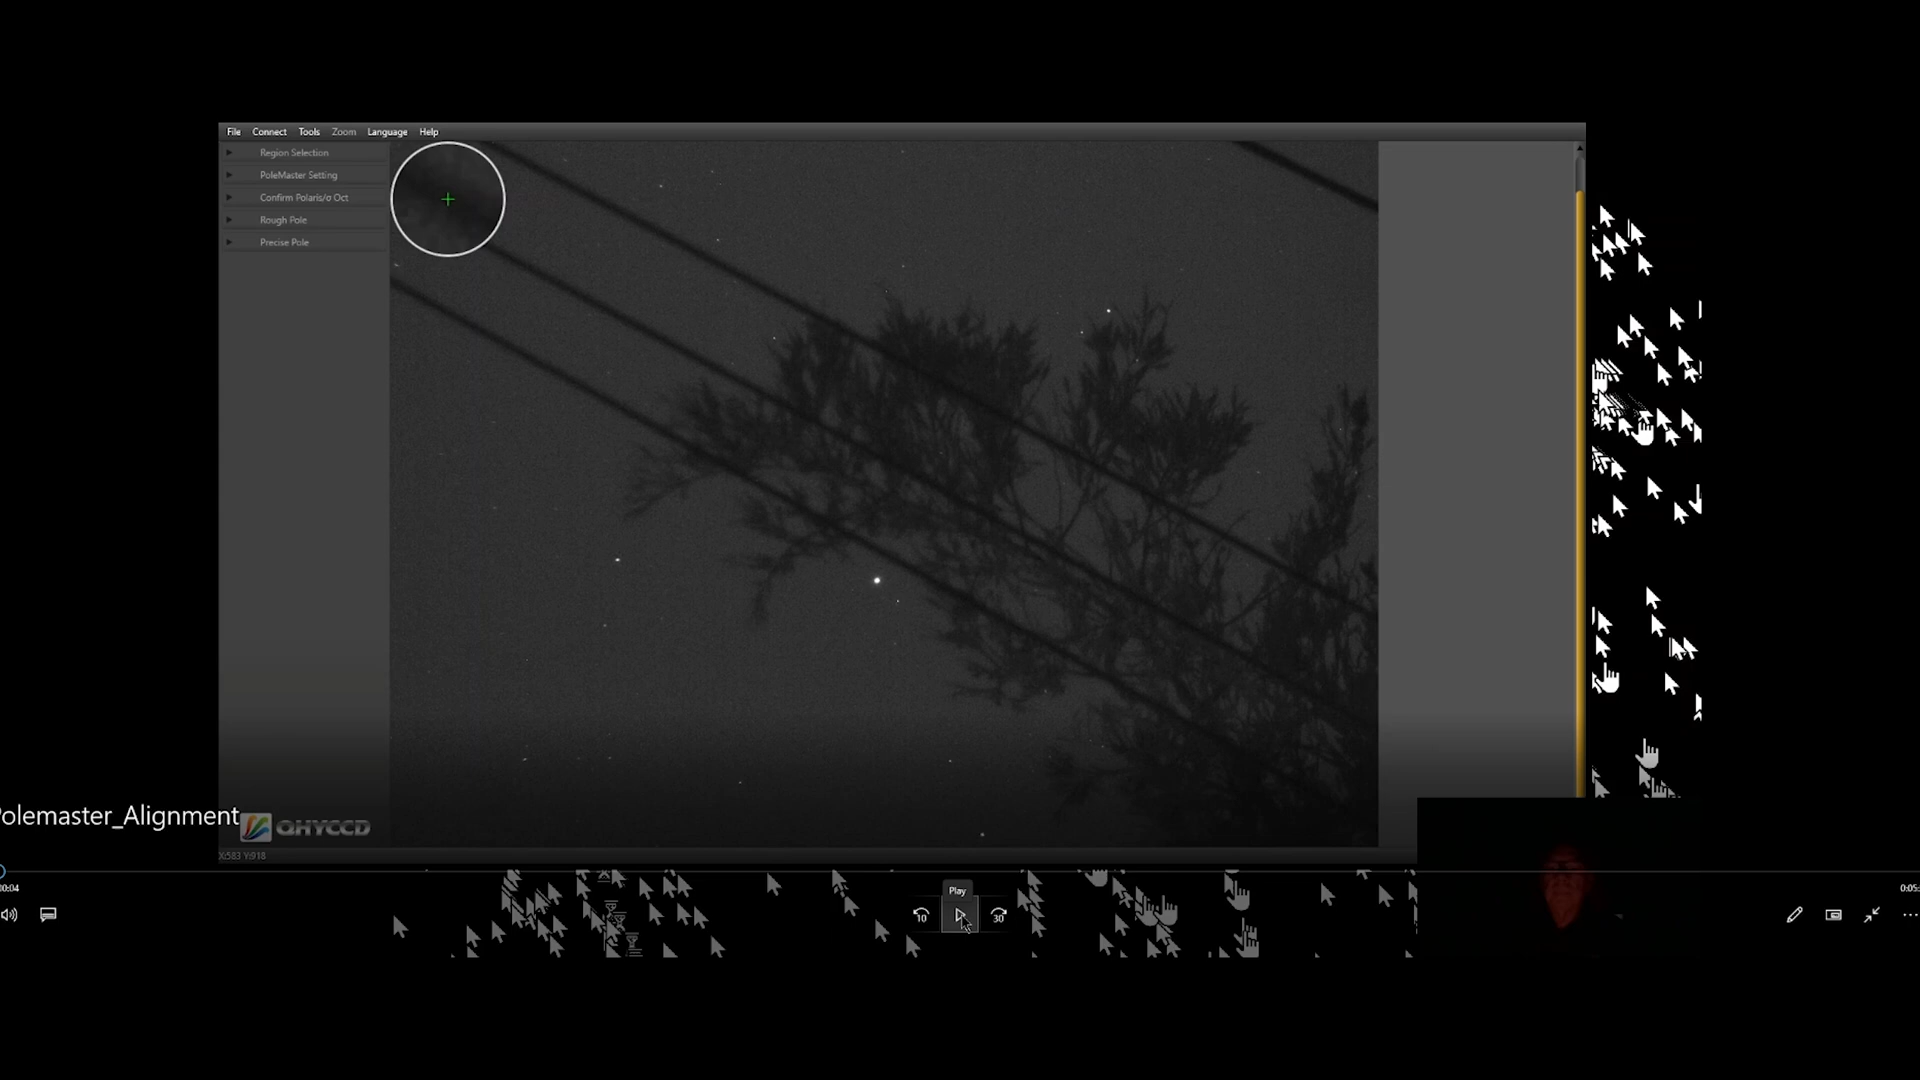 File Connect Tools Zoom Language Help
Region Selection
PoleMaster Setting
Confirm Polaris/σ Oct
Rough Pole
Precise Pole
Polemaster_Alignment
QHYCCD
X:583 Y:918
Play
10
30